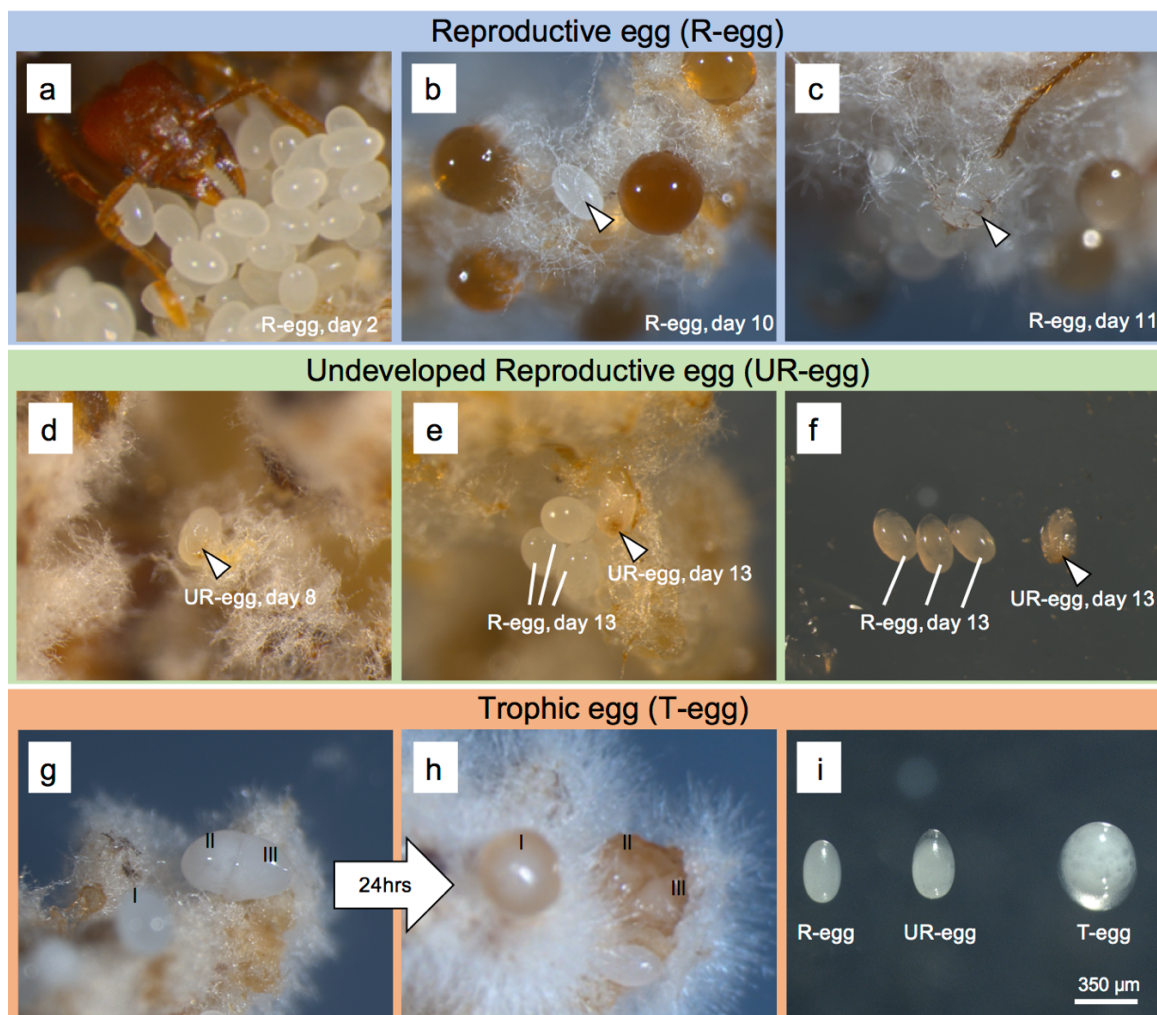 Reproductive egg (R-egg)
a
b
c
R-egg, day 2
R-egg, day 10
R-egg, day 11
Undeveloped Reproductive egg (UR-egg)
d
e
f
UR-egg, day 8
UR-egg, day 13
R-egg, day 13
R-egg, day 13
UR-egg, day 13
Trophic egg (T-egg)
g
h
i
II
III
I
24hrs
I
II
III
R-egg
UR-egg
T-egg
350 µm